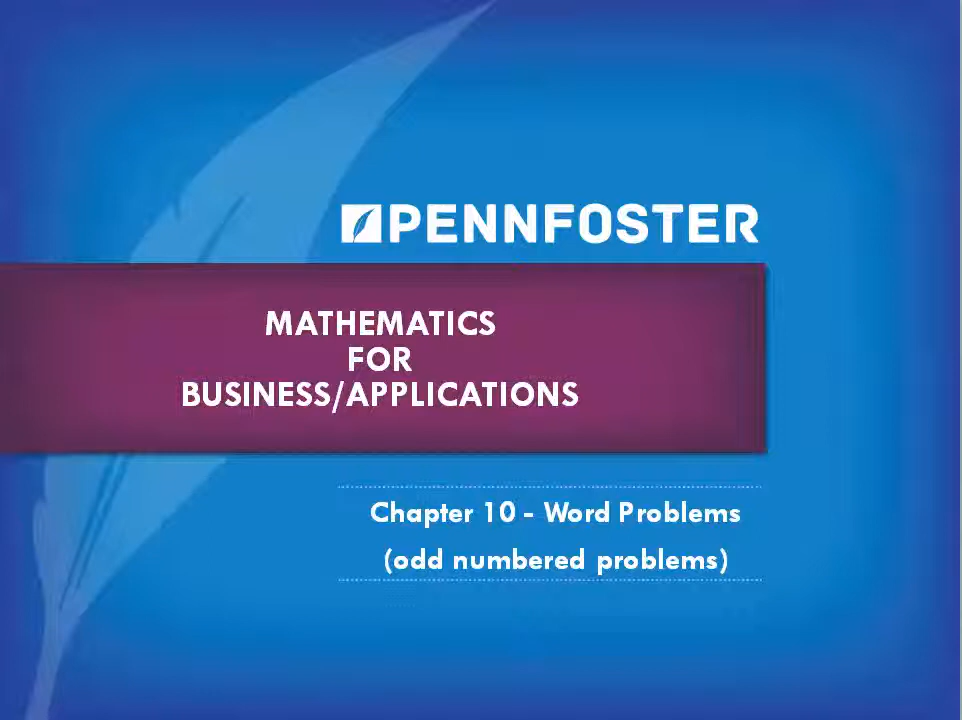 PENNFOSTER
MATHEMATICS
FOR
BUSINESS/APPLICATIONS
Chapter 10 - Word Problems
(odd numbered problems)